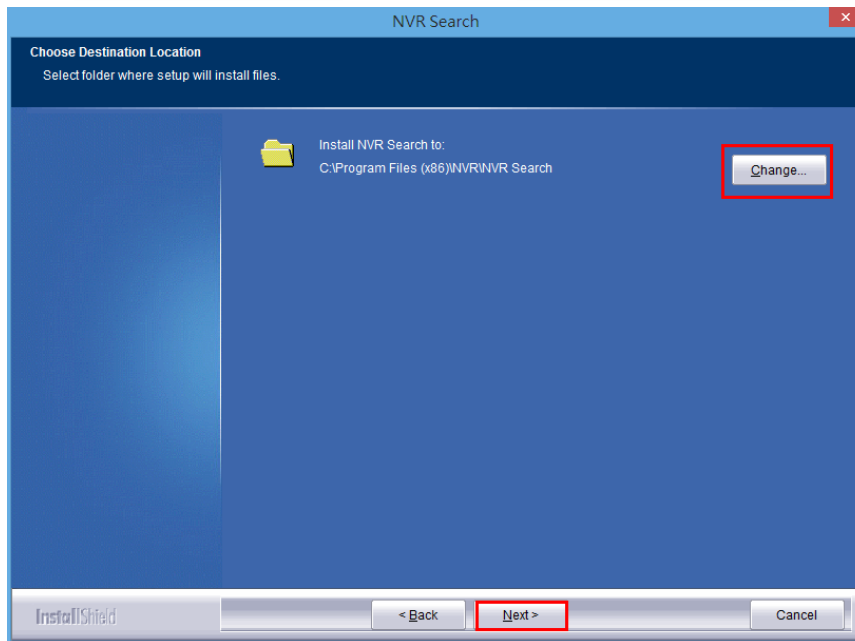 NVR Search
Choose Destination Location
Select folder where setup will install files.
Install NVR Search to:
C:\Program Files (x86)\NVR\NVR Search
Change...
InstallShield
< Back
Next >
Cancel